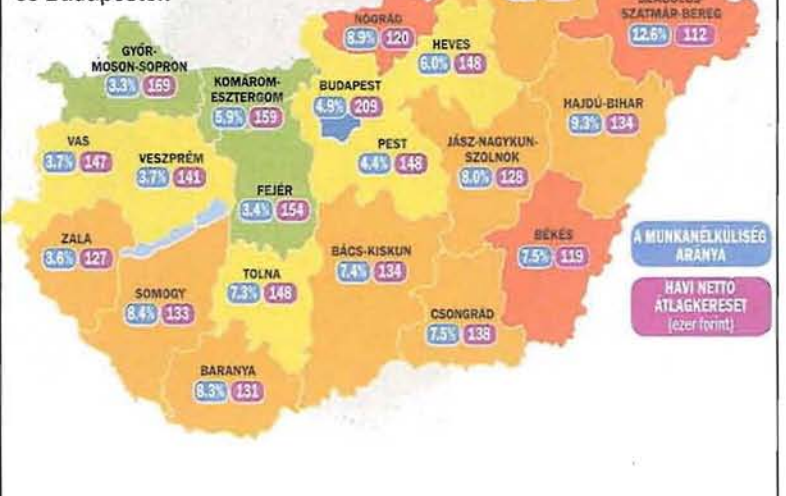 és Budapesten
NÓGRÁD
8.9% 120
SZABOLCS-
SZATMÁR-BEREG
12.6% 112
HEVES
6.0% 148
GYŐR-
MOSON-SOPRON
3.3% 169
KOMÁROM-
ESZTERGOM
5.9% 159
BUDAPEST
4.9% 209
HAJDÚ-BIHAR
9.3% 134
VAS
3.7% 147
VESZPRÉM
3.7% 141
PEST
4.4% 148
JÁSZ-NAGYKUN-
SZOLNOK
8.0% 128
FEJÉR
3.4% 154
ZALA
3.6% 127
BÉKÉS
7.5% 119
BÁCS-KISKUN
7.4% 134
TOLNA
7.3% 148
SOMOGY
8.4% 133
CSONGRÁD
7.5% 138
BARANYA
8.3% 131
A MUNKANÉLKÜLISÉG
ARÁNYA
HAVI NETTÓ
ÁTLAGKERESET
(ezer forint)